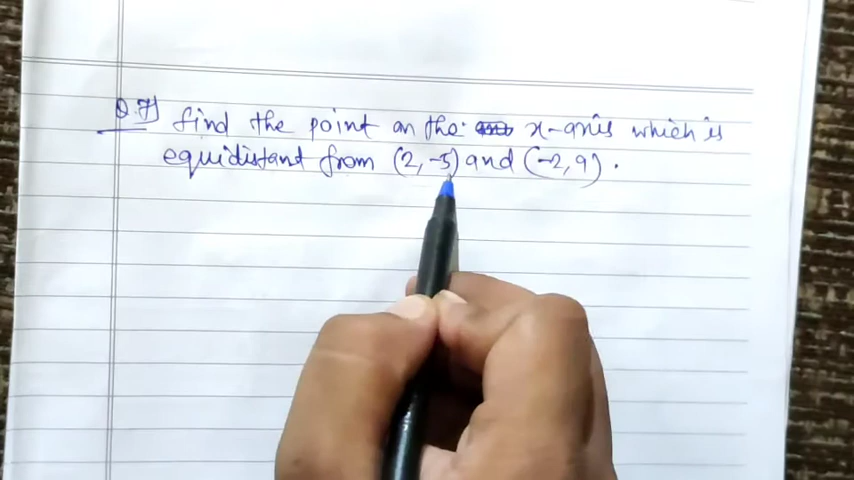 Q.7] find the point on the x-axis which is
equidistant from (2,-5) and (-2,9).